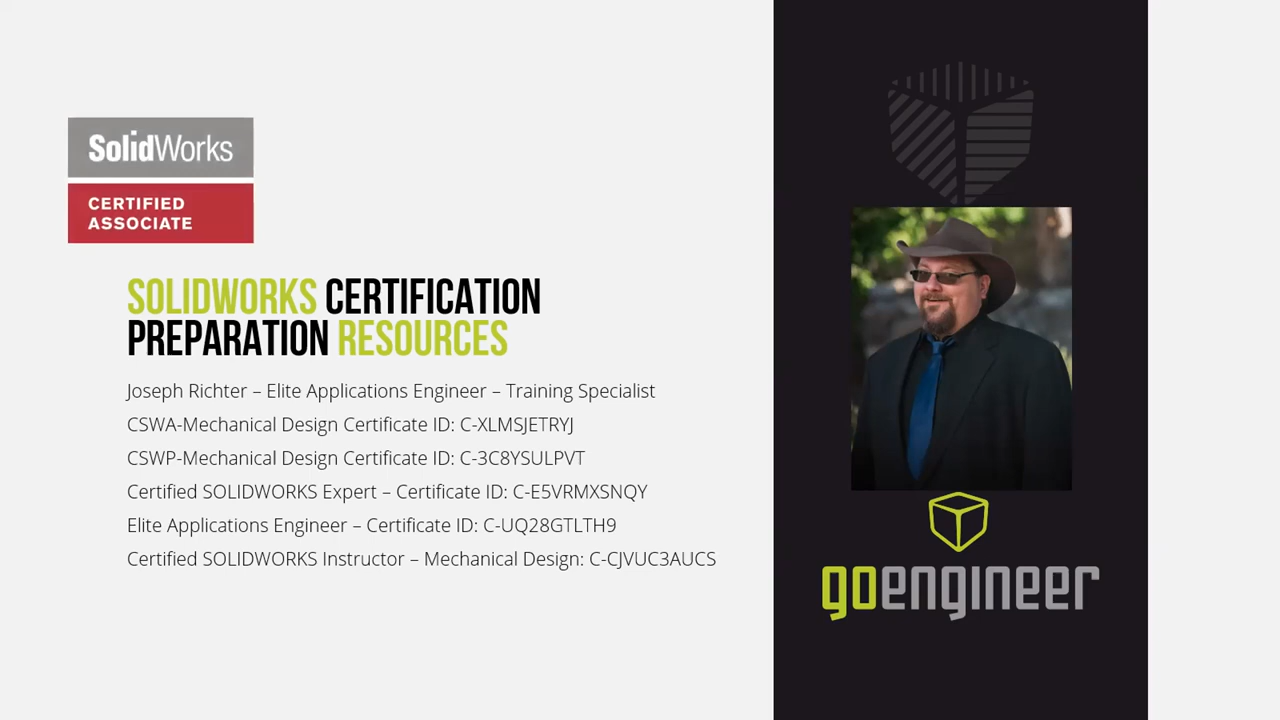 SolidWorks
CERTIFIED
ASSOCIATE
SOLIDWORKS CERTIFICATION
PREPARATION RESOURCES
Joseph Richter – Elite Applications Engineer – Training Specialist
CSWA-Mechanical Design Certificate ID: C-XLMSJETRYJ
CSWP-Mechanical Design Certificate ID: C-3C8YSULPVT
Certified SOLIDWORKS Expert – Certificate ID: C-E5VRMXSNQY
Elite Applications Engineer – Certificate ID: C-UQ28GTLTH9
Certified SOLIDWORKS Instructor – Mechanical Design: C-CJVUC3AUCS
goengineer